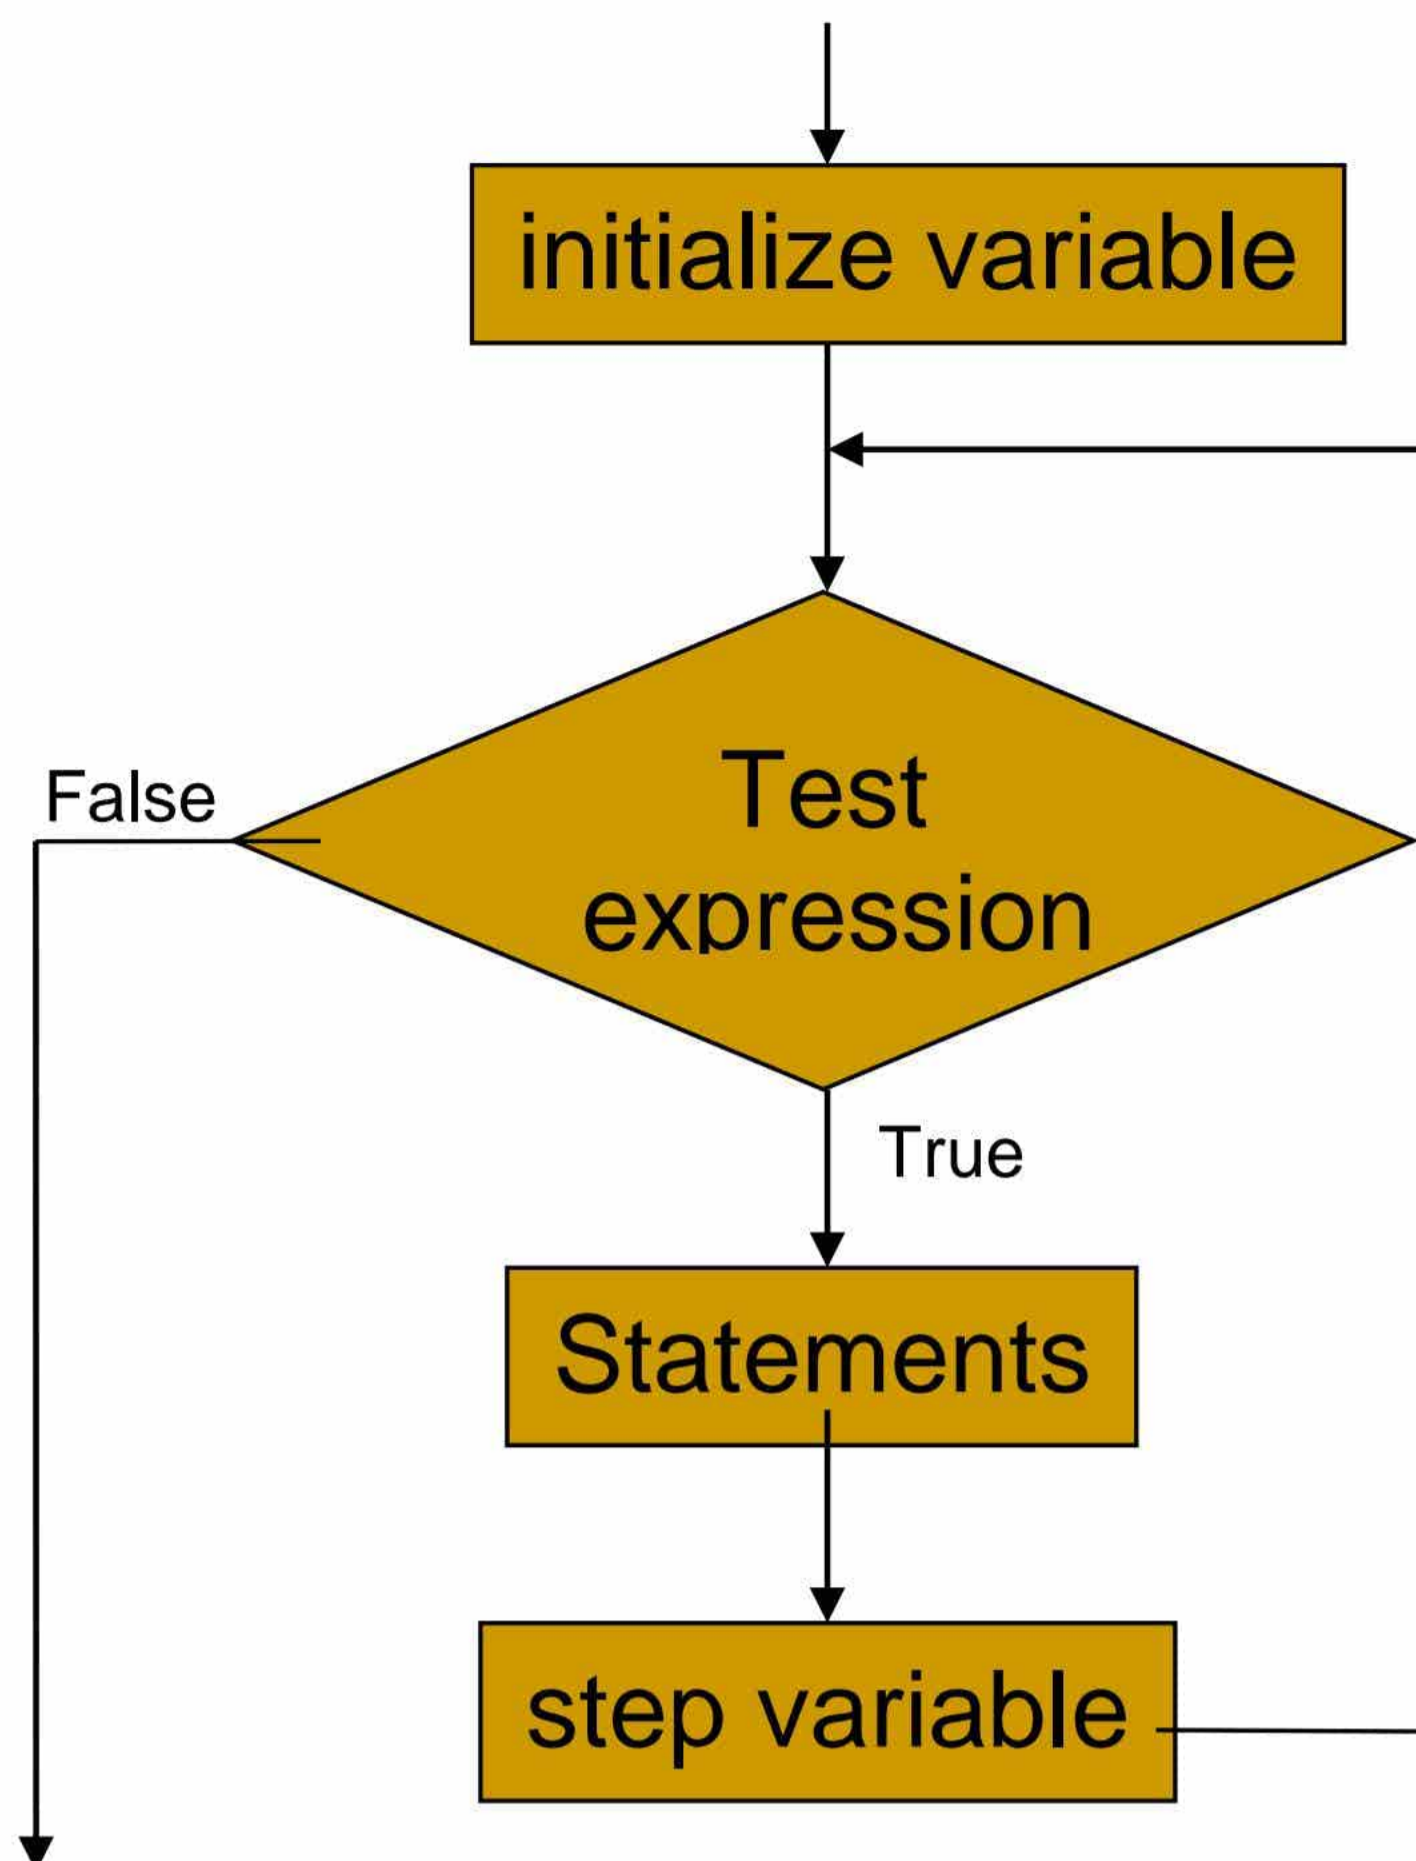 initialize variable
Test
expression
False
True
Statements
step variable